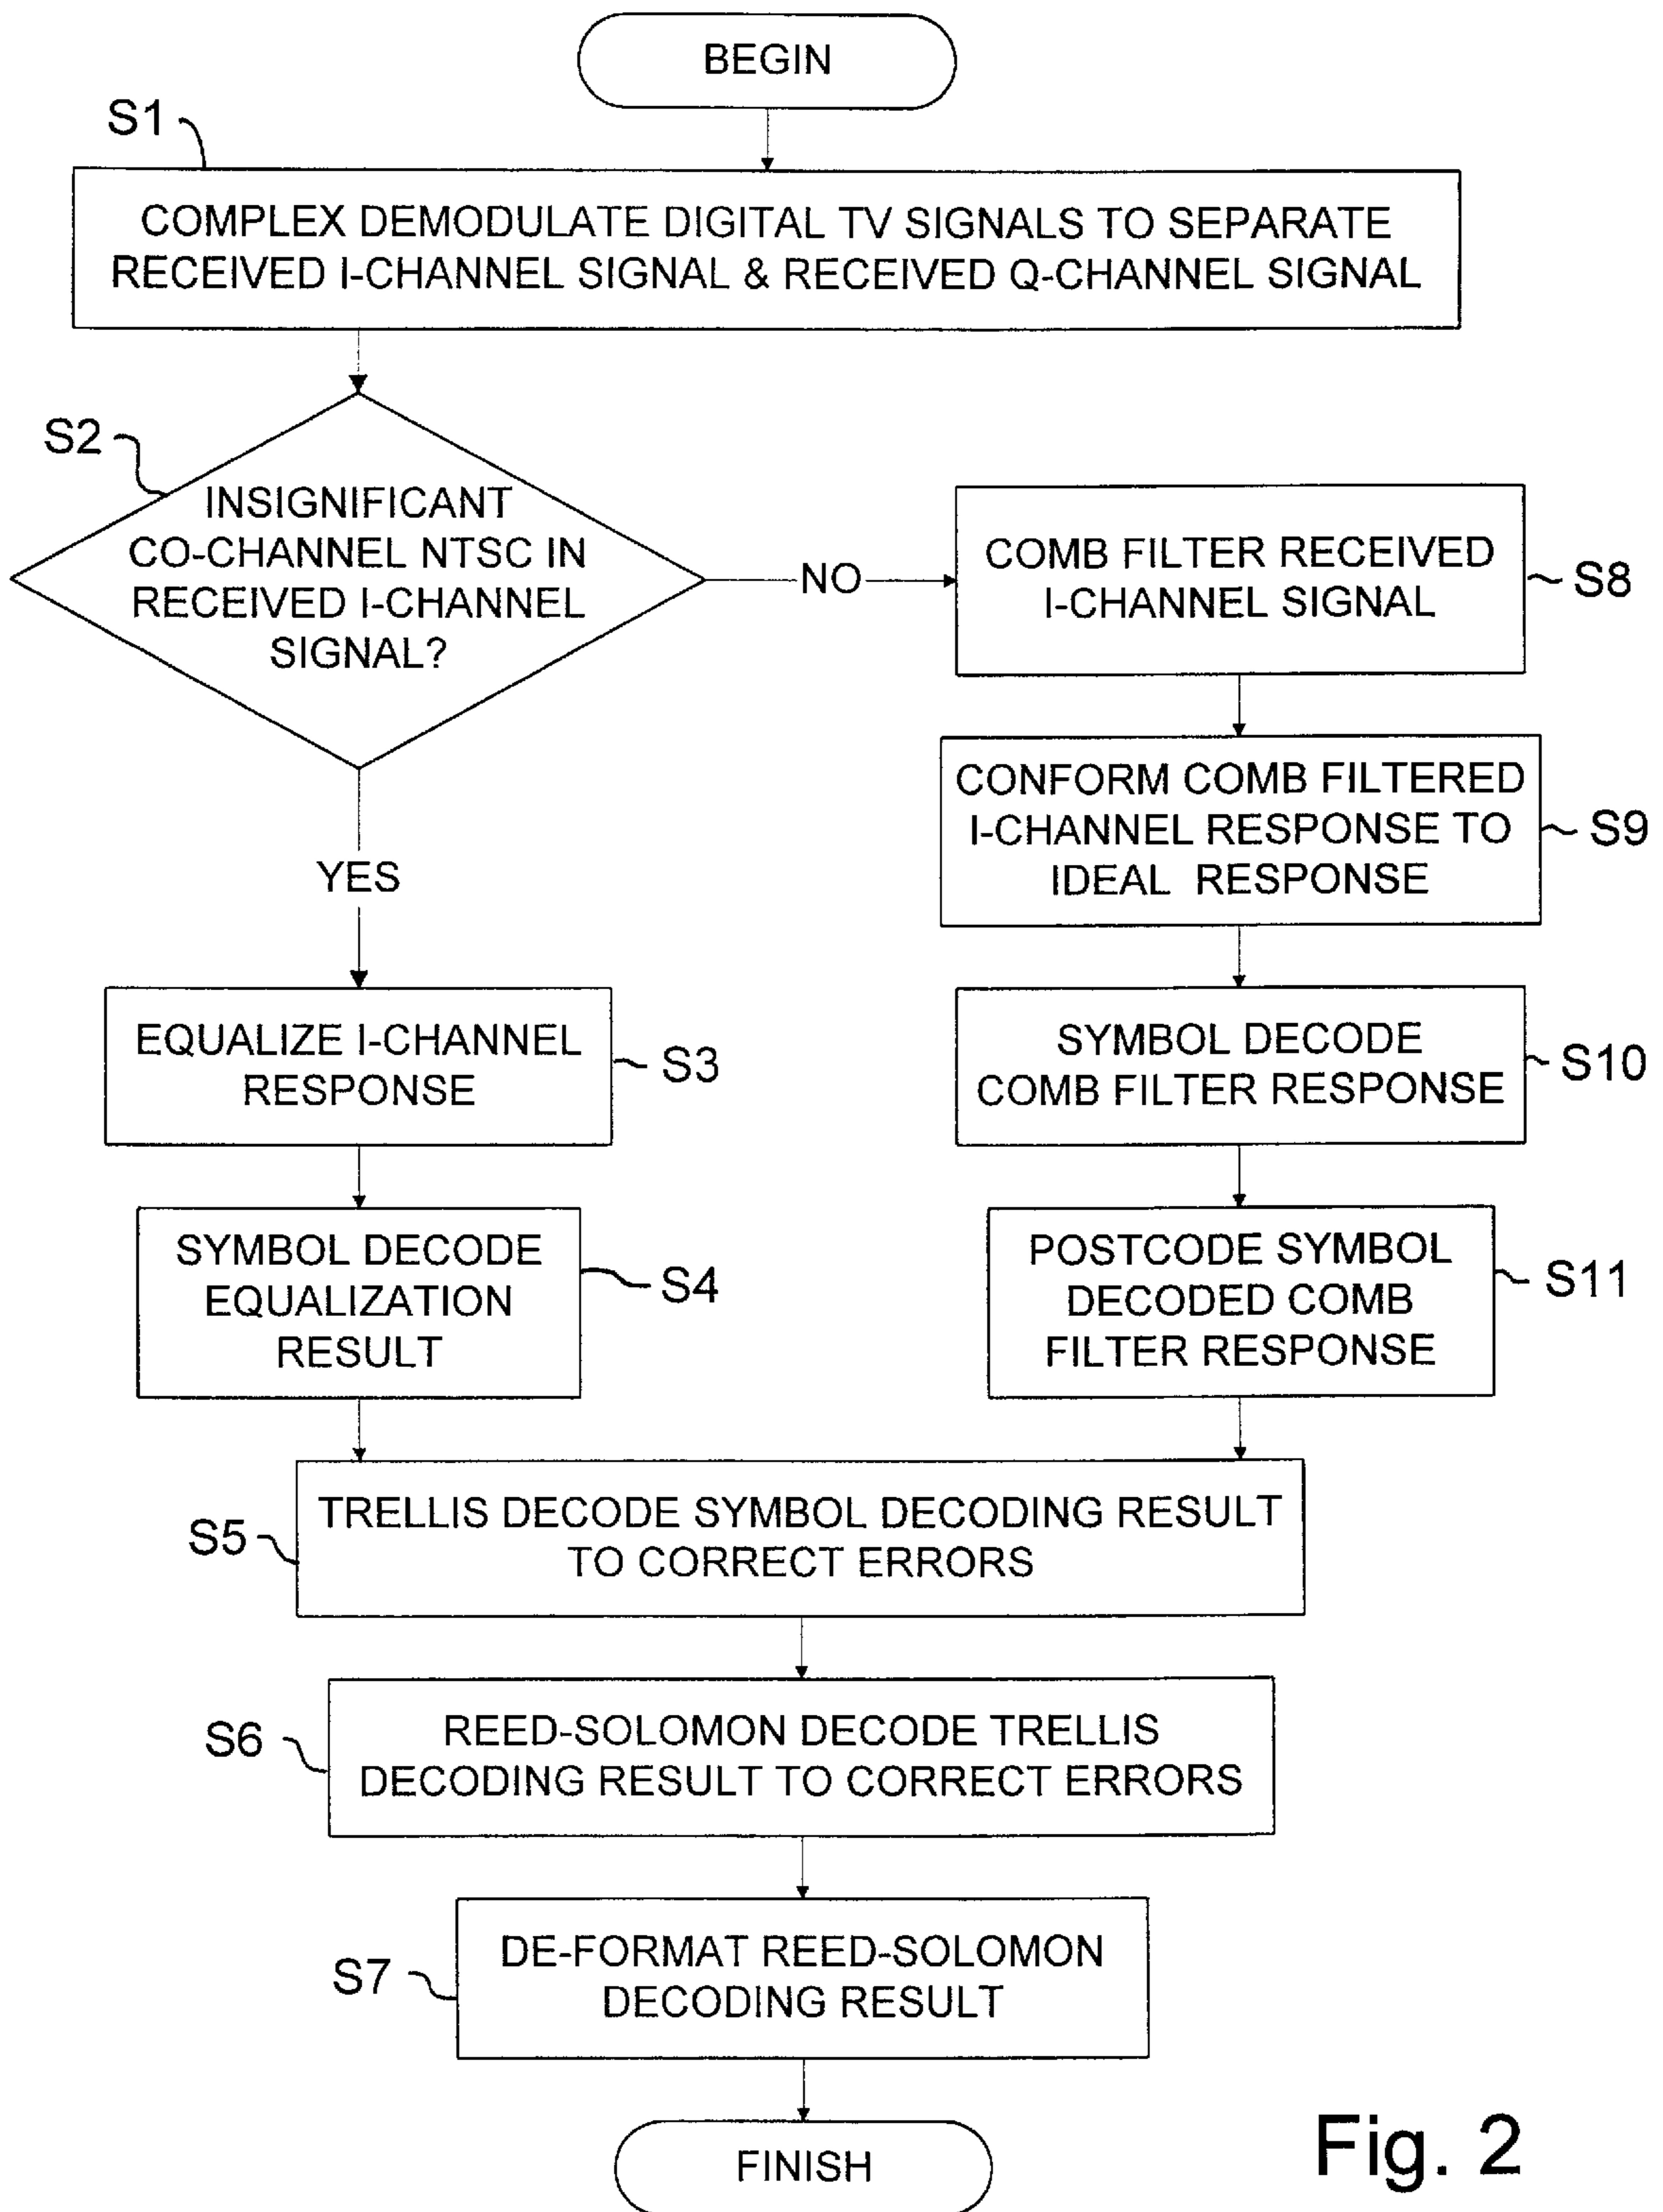 BEGIN
S1
COMPLEX DEMODULATE DIGITAL TV SIGNALS TO SEPARATE
RECEIVED I-CHANNEL SIGNAL & RECEIVED Q-CHANNEL SIGNAL
S2
INSIGNIFICANT
CO-CHANNEL NTSC IN
RECEIVED I-CHANNEL
SIGNAL?
NO
COMB FILTER RECEIVED
I-CHANNEL SIGNAL
S8
CONFORM COMB FILTERED
I-CHANNEL RESPONSE TO
IDEAL RESPONSE
S9
YES
EQUALIZE I-CHANNEL
RESPONSE
S3
SYMBOL DECODE
COMB FILTER RESPONSE
S10
SYMBOL DECODE
EQUALIZATION
RESULT
S4
POSTCODE SYMBOL
DECODED COMB
FILTER RESPONSE
S11
S5
TRELLIS DECODE SYMBOL DECODING RESULT
TO CORRECT ERRORS
S6
REED-SOLOMON DECODE TRELLIS
DECODING RESULT TO CORRECT ERRORS
S7
DE-FORMAT REED-SOLOMON
DECODING RESULT
FINISH
Fig. 2